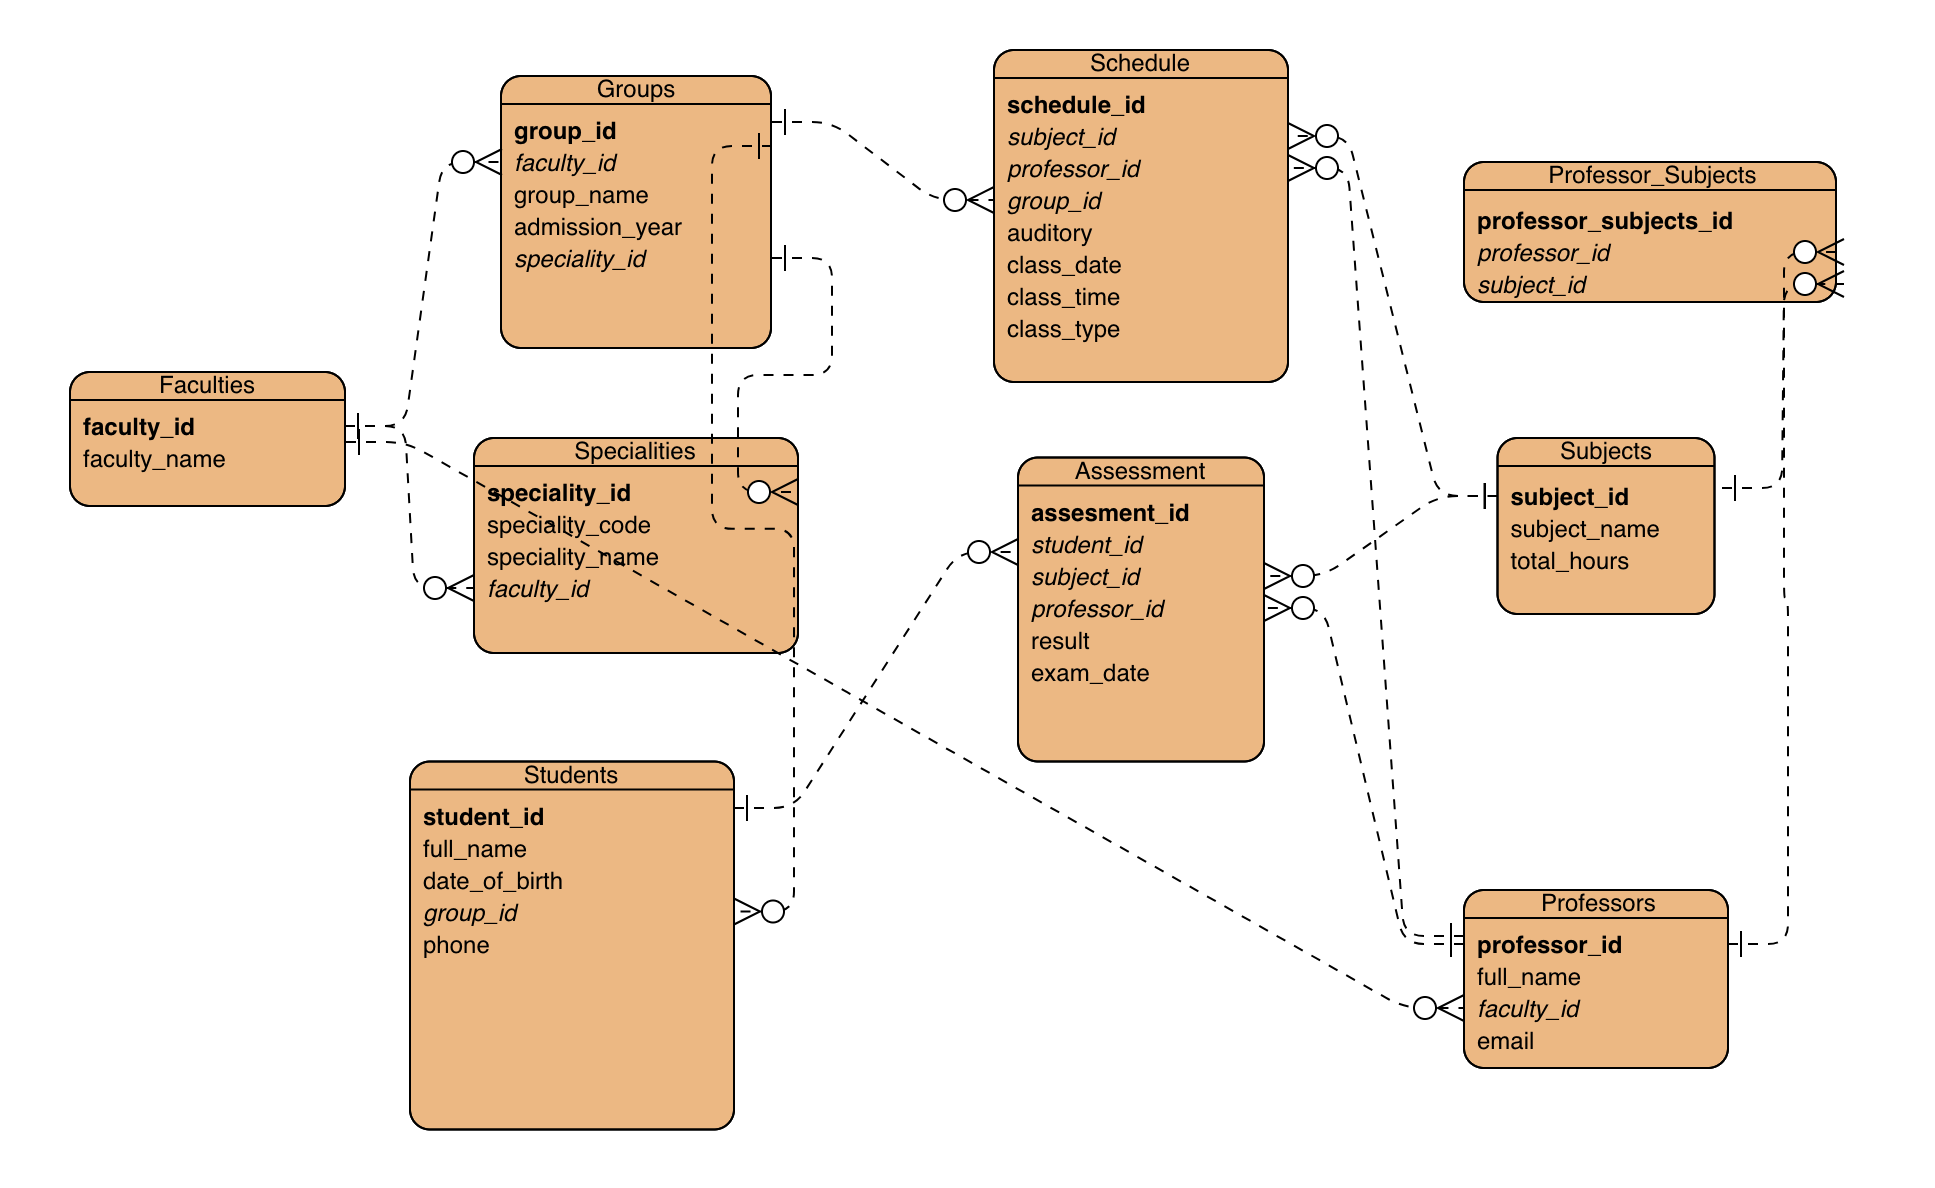 Groups
group_id
faculty_id
group_name
admission_year
speciality_id
Schedule
schedule_id
subject_id
professor_id
group_id
auditory
class_date
class_time
class_type
Professor_Subjects
professor_subjects_id
professor_id
subject_id
Faculties
faculty_id
faculty_name
Specialities
speciality_id
speciality_code
speciality_name
faculty_id
Assessment
assesment_id
student_id
subject_id
professor_id
result
exam_date
Subjects
subject_id
subject_name
total_hours
Students
student_id
full_name
date_of_birth
group_id
phone
Professors
professor_id
full_name
faculty_id
email